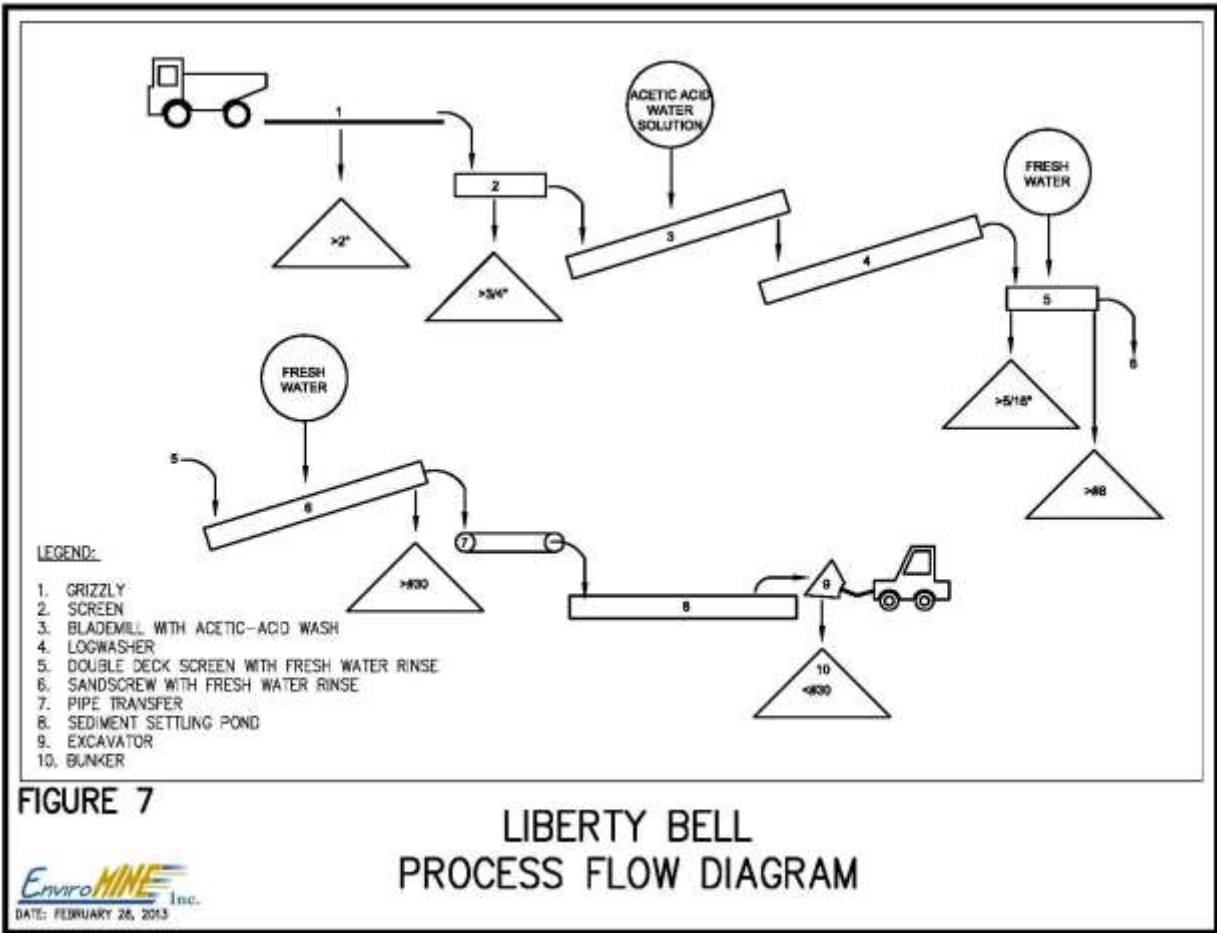 1
ACETIC ACID
WATER
SOLUTION
FRESH
WATER
2
3
4
5
>2"
>3/4"
6
>5/16"
>#8
FRESH
WATER
5
6
>#30
7
8
9
10
<#30
LEGEND:
1. GRIZZLY
2. SCREEN
3. BLADEMILL WITH ACETIC-ACID WASH
4. LOGWASHER
5. DOUBLE DECK SCREEN WITH FRESH WATER RINSE
6. SANDSCREW WITH FRESH WATER RINSE
7. PIPE TRANSFER
8. SEDIMENT SETTLING POND
9. EXCAVATOR
10. BUNKER
FIGURE 7
LIBERTY BELL
PROCESS FLOW DIAGRAM
EnviroMINE Inc.
DATE: FEBRUARY 28, 2013